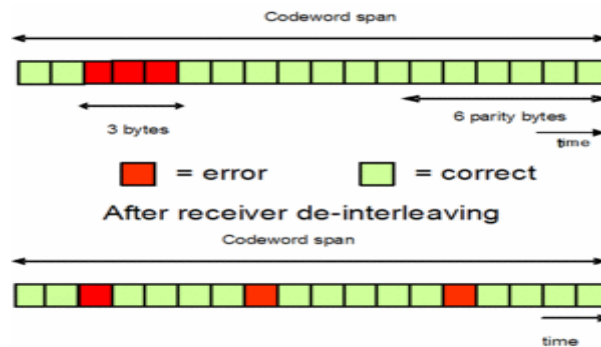 Codeword span
3 bytes
6 parity bytes
time
= error
= correct
After receiver de-interleaving
Codeword span
time